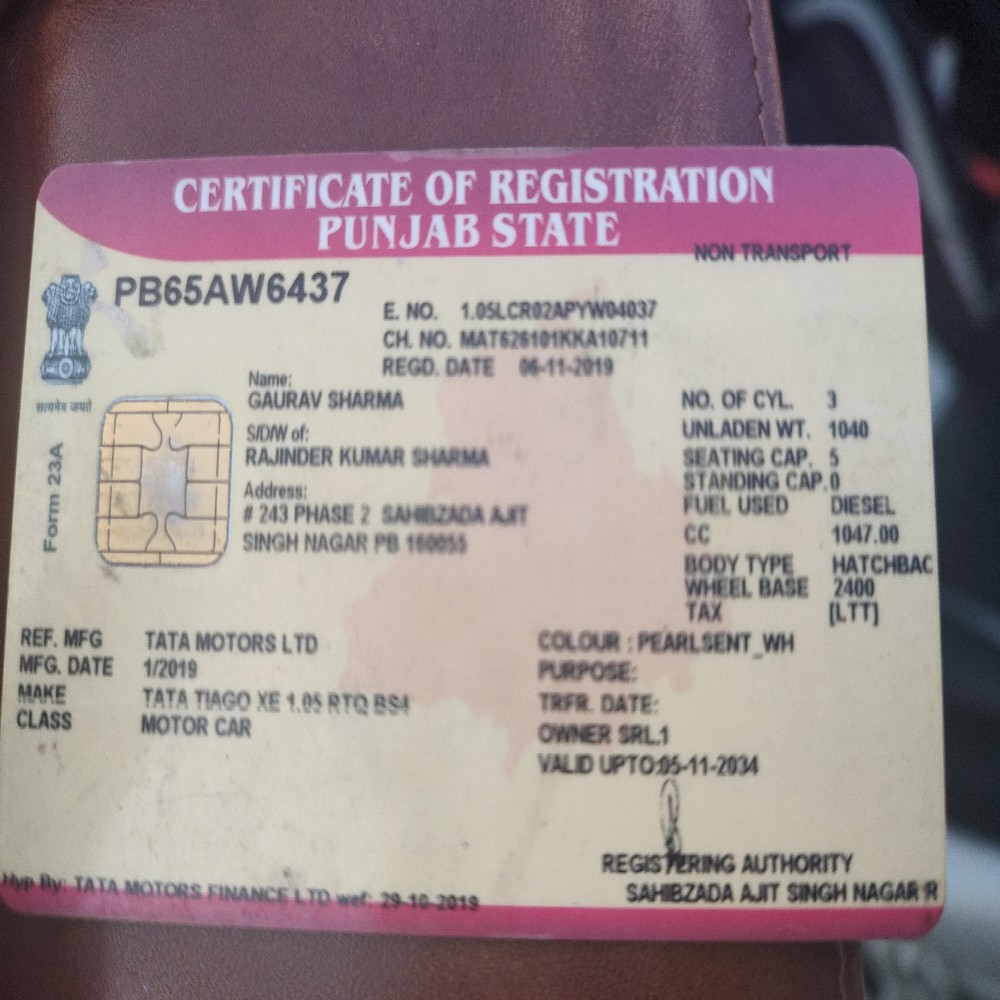 CERTIFICATE OF REGISTRATION
PUNJAB STATE
NON TRANSPORT
PB65AW6437
E. NO. 1.05LCR02APYW04037
CH. NO. MAT626101KKA10711
REGD. DATE 06-11-2019
सत्यमेव जयते
Form 23A
Name:
GAURAV SHARMA
S/D/W of:
RAJINDER KUMAR SHARMA
Address:
# 243 PHASE 2 SAHIBZADA AJIT
SINGH NAGAR PB 160055
NO. OF CYL. 3
UNLADEN WT. 1040
SEATING CAP. 5
STANDING CAP.0
FUEL USED DIESEL
CC 1047.00
BODY TYPE HATCHBAC
WHEEL BASE 2400
TAX [LTT]
REF. MFG TATA MOTORS LTD
MFG. DATE 1/2019
MAKE TATA TIAGO XE 1.05 RTQ BS4
CLASS MOTOR CAR
COLOUR : PEARLSENT_WH
PURPOSE:
TRFR. DATE:
OWNER SRL.1
VALID UPTO:05-11-2034
REGISTERING AUTHORITY
SAHIBZADA AJIT SINGH NAGAR R
Hyp By: TATA MOTORS FINANCE LTD wef: 29-10-2019